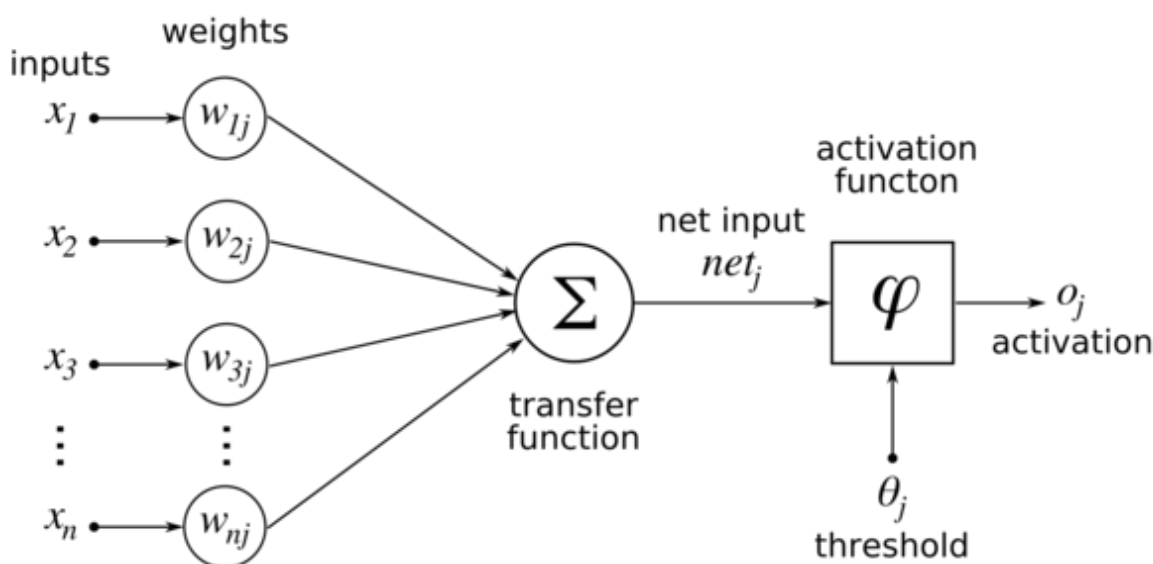 weights
inputs
x₁
w₁ⱼ
x₂
w₂ⱼ
x₃
w₃ⱼ
⋮
⋮
xₙ
wₙⱼ
Σ
transfer
function
net input
netⱼ
activation
functon
φ
oⱼ
activation
θⱼ
threshold